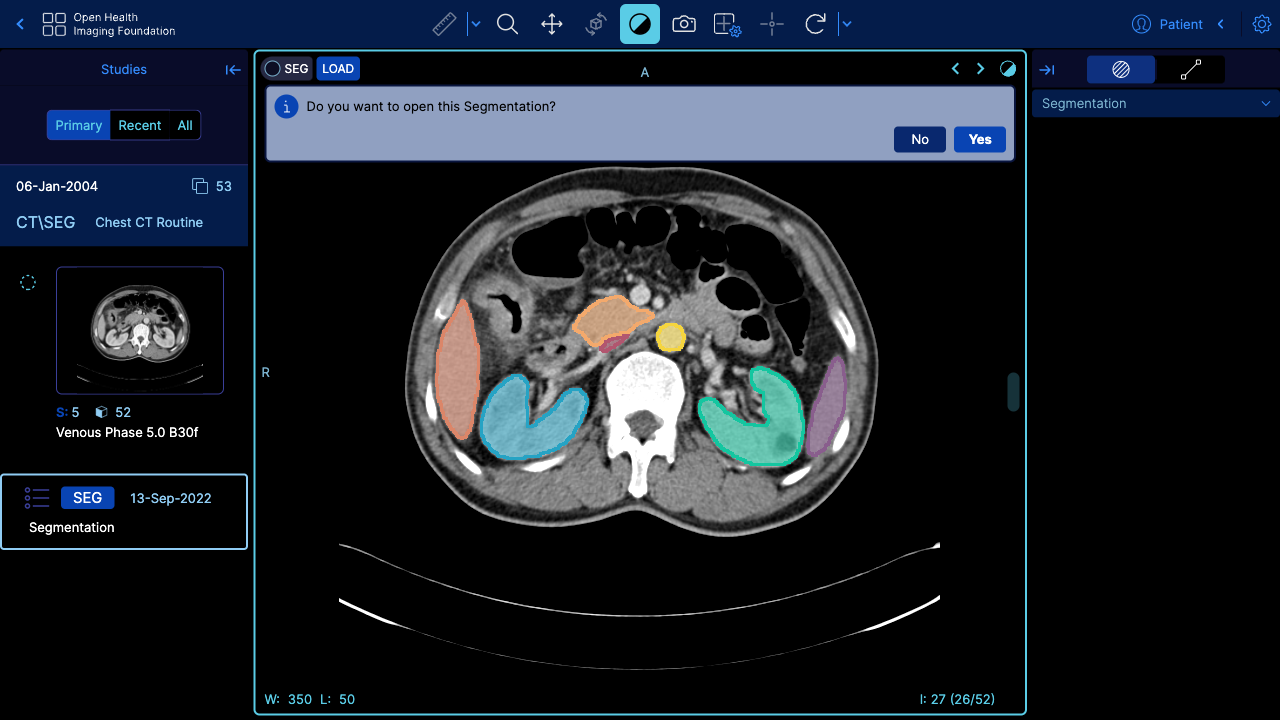 Open Health
Imaging Foundation
Patient
Studies
Primary Recent All
06-Jan-2004 53
CT\SEG Chest CT Routine
S: 5 52
Venous Phase 5.0 B30f
SEG 13-Sep-2022
Segmentation
SEG LOAD
A
Do you want to open this Segmentation?
No Yes
R
W: 350 L: 50
I: 27 (26/52)
Segmentation